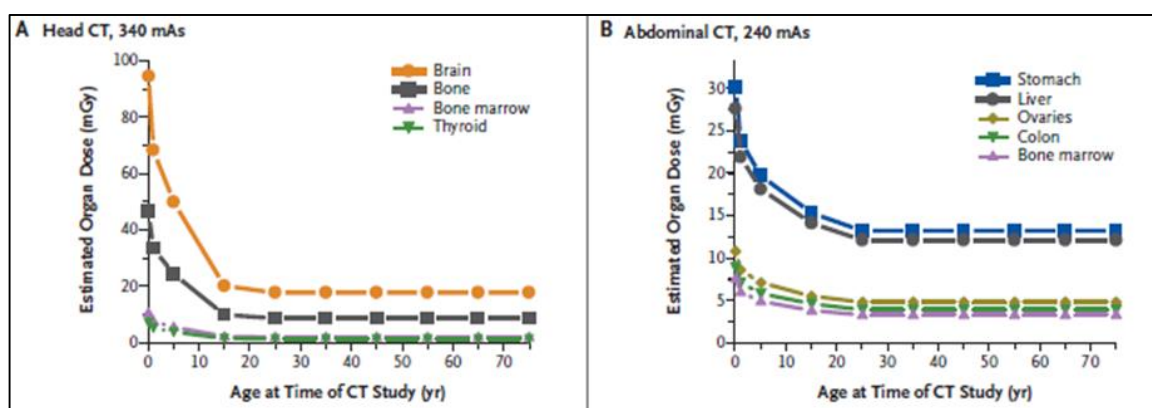 A Head CT, 340 mAs
Estimated Organ Dose (mGy)
100
80
60
40
20
0
Brain
Bone
Bone marrow
Thyroid
0 10 20 30 40 50 60 70
Age at Time of CT Study (yr)
B Abdominal CT, 240 mAs
Estimated Organ Dose (mGy)
30
25
20
15
10
5
0
Stomach
Liver
Ovaries
Colon
Bone marrow
0 10 20 30 40 50 60 70
Age at Time of CT Study (yr)